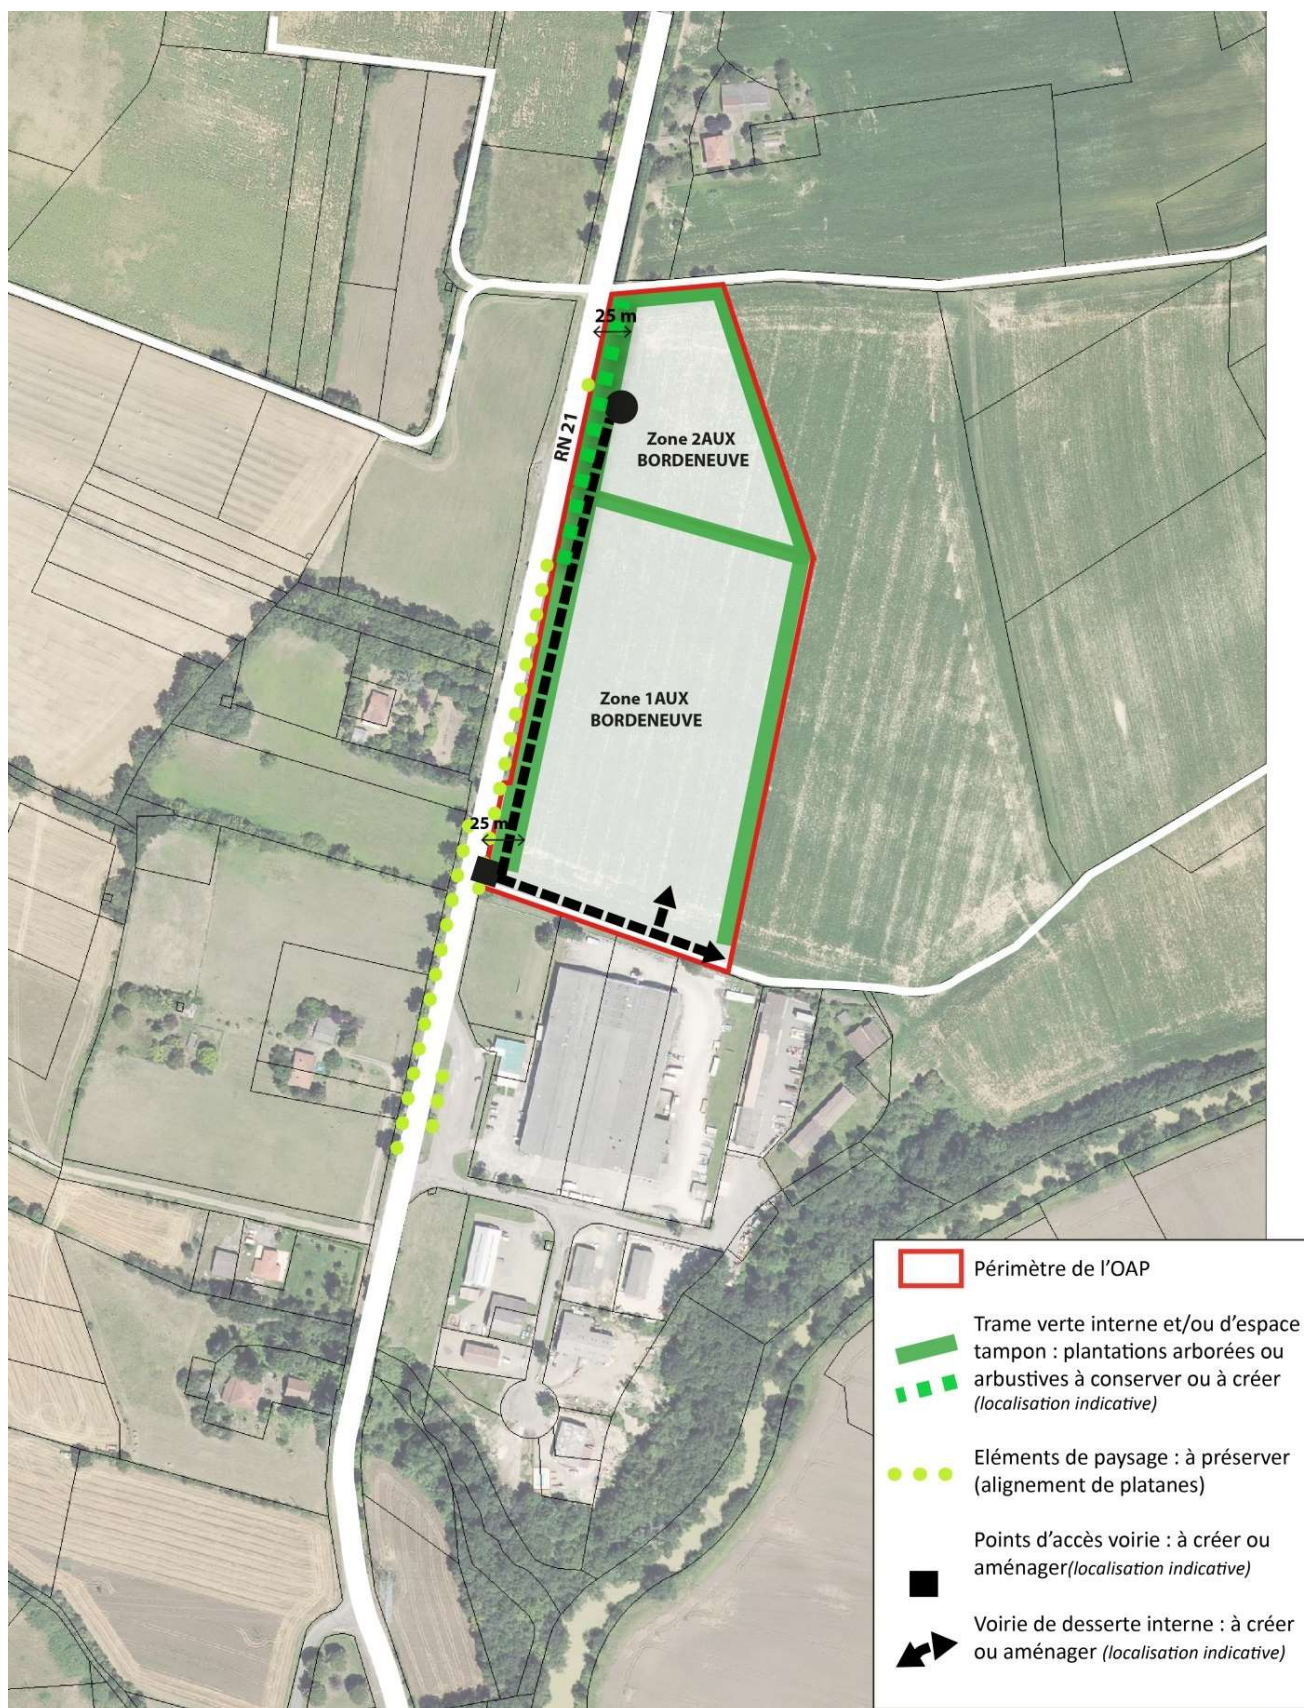 25 m
RN 21
Zone 2AUX
BORDENEUVE
Zone 1AUX
BORDENEUVE
25 m
Périmètre de l'OAP
Trame verte interne et/ou d'espace
tampon : plantations arborées ou
arbustives à conserver ou à créer
(localisation indicative)
Eléments de paysage : à préserver
(alignement de platanes)
Points d'accès voirie : à créer ou
aménager(localisation indicative)
Voirie de desserte interne : à créer
ou aménager (localisation indicative)